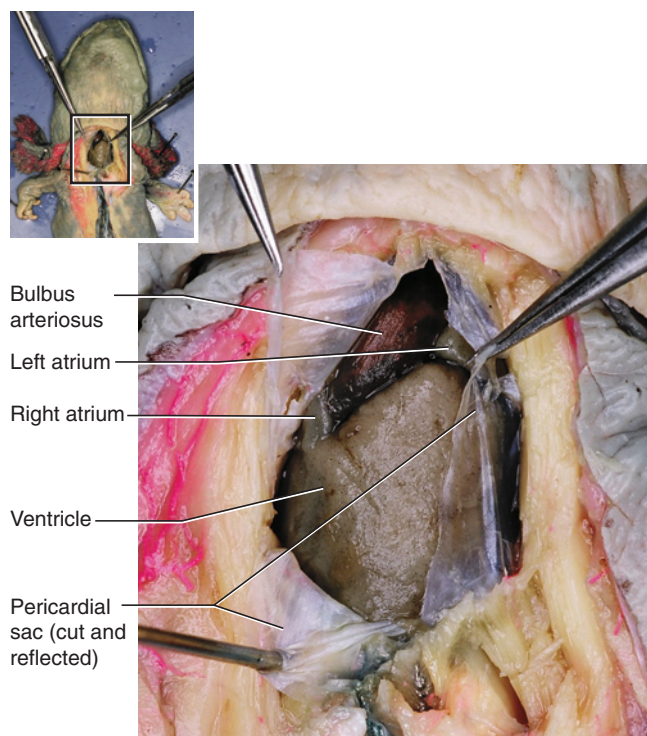 Bulbus
arteriosus
Left atrium
Right atrium
Ventricle
Pericardial
sac (cut and
reflected)